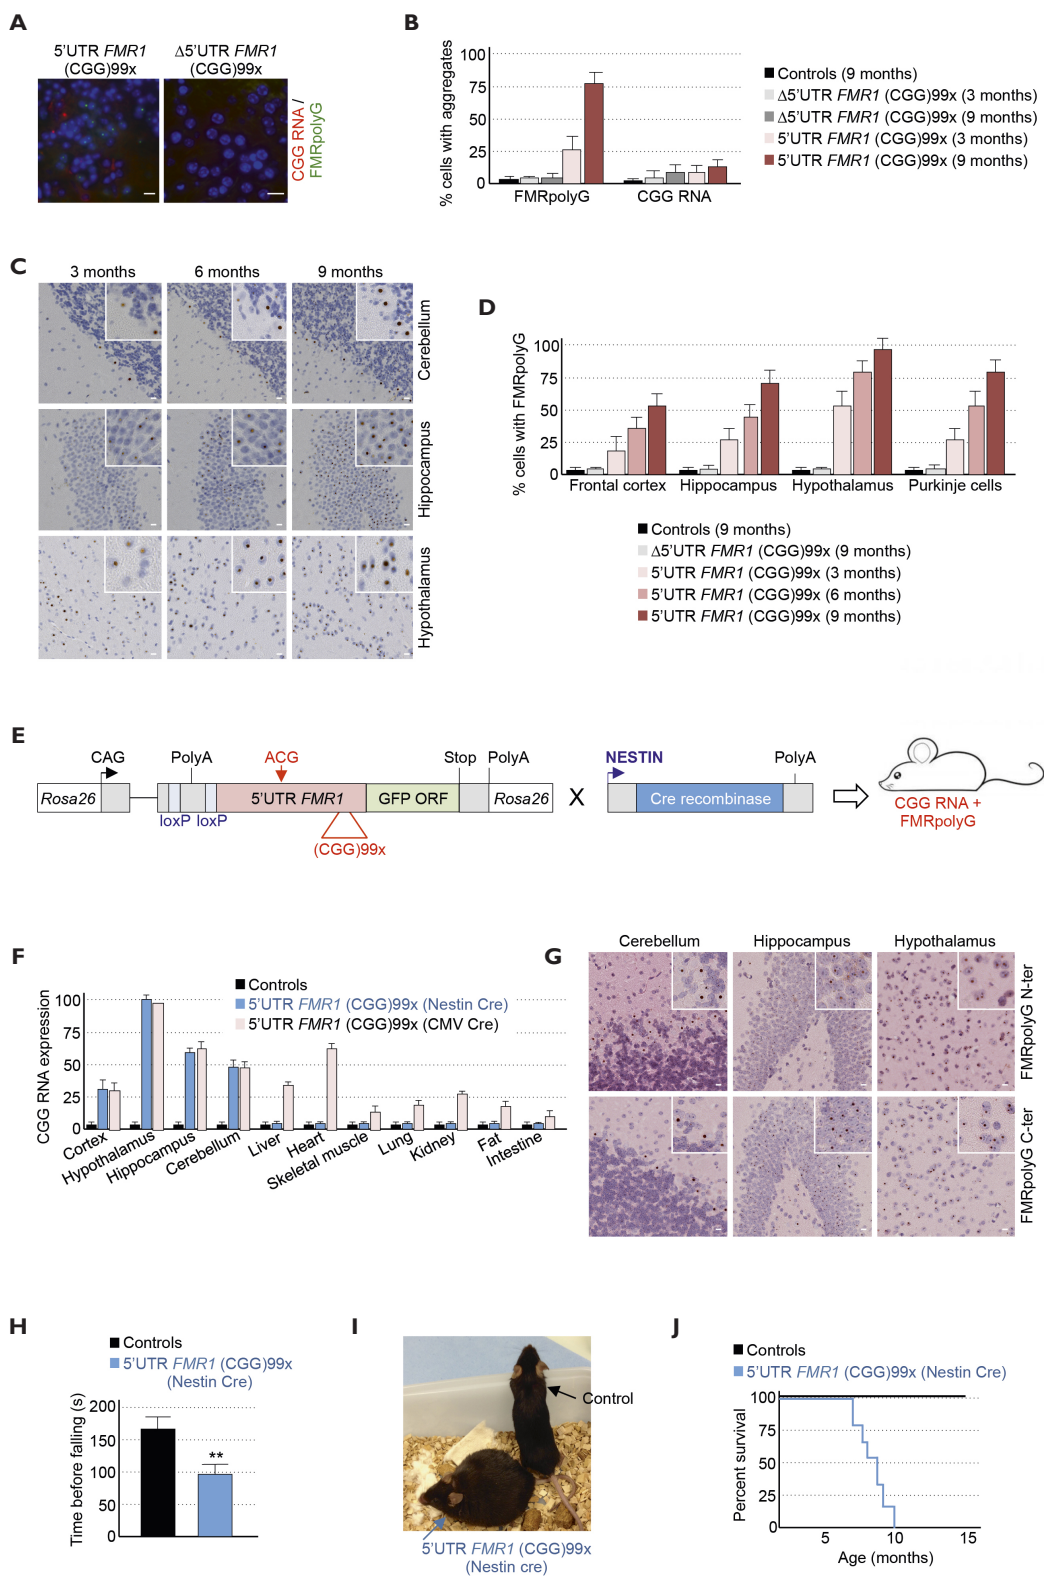 A
5'UTR FMR1
(CGG)99x
Δ5'UTR FMR1
(CGG)99x
CGG RNA /
FMRpolyG
B
% cells with aggregates
100
75
50
25
0
FMRpolyG
CGG RNA
Controls (9 months)
Δ5'UTR FMR1 (CGG)99x (3 months)
Δ5'UTR FMR1 (CGG)99x (9 months)
5'UTR FMR1 (CGG)99x (3 months)
5'UTR FMR1 (CGG)99x (9 months)
C
3 months
6 months
9 months
Cerebellum
Hippocampus
Hypothalamus
D
% cells with FMRpolyG
100
75
50
25
0
Frontal cortex
Hippocampus
Hypothalamus
Purkinje cells
Controls (9 months)
Δ5'UTR FMR1 (CGG)99x (9 months)
5'UTR FMR1 (CGG)99x (3 months)
5'UTR FMR1 (CGG)99x (6 months)
5'UTR FMR1 (CGG)99x (9 months)
E
CAG
PolyA
ACG
Stop
PolyA
Rosa26
5'UTR FMR1
GFP ORF
Rosa26
loxP
loxP
(CGG)99x
X
NESTIN
PolyA
Cre recombinase
CGG RNA +
FMRpolyG
F
Controls
5'UTR FMR1 (CGG)99x (Nestin Cre)
5'UTR FMR1 (CGG)99x (CMV Cre)
CGG RNA expression
100
75
50
25
0
Cortex
Hypothalamus
Hippocampus
Cerebellum
Liver
Heart
Skeletal muscle
Lung
Kidney
Fat
Intestine
G
Cerebellum
Hippocampus
Hypothalamus
FMRpolyG N-ter
FMRpolyG C-ter
H
Controls
5'UTR FMR1 (CGG)99x
(Nestin Cre)
Time before falling (s)
200
150
100
50
0
**
I
Control
5'UTR FMR1 (CGG)99x
(Nestin cre)
J
Controls
5'UTR FMR1 (CGG)99x (Nestin Cre)
Percent survival
100
75
50
25
0
5
10
15
Age (months)